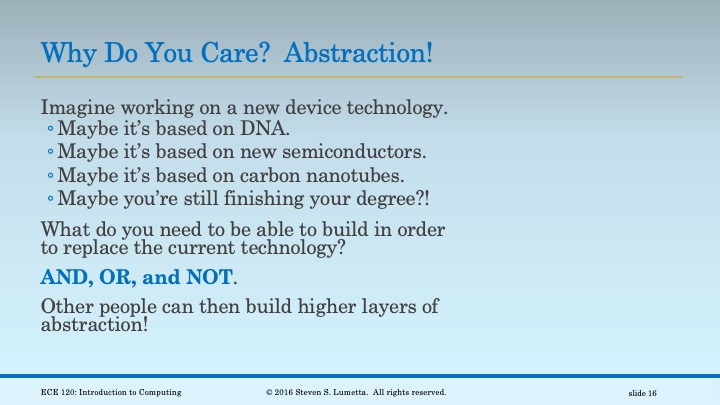 Why Do You Care?  Abstraction!
Imagine working on a new device technology.
◦ Maybe it’s based on DNA.
◦ Maybe it’s based on new semiconductors.
◦ Maybe it’s based on carbon nanotubes.
◦ Maybe you’re still finishing your degree?!
What do you need to be able to build in order
to replace the current technology?
AND, OR, and NOT.
Other people can then build higher layers of
abstraction!
ECE 120: Introduction to Computing
© 2016 Steven S. Lumetta.  All rights reserved.
slide 16